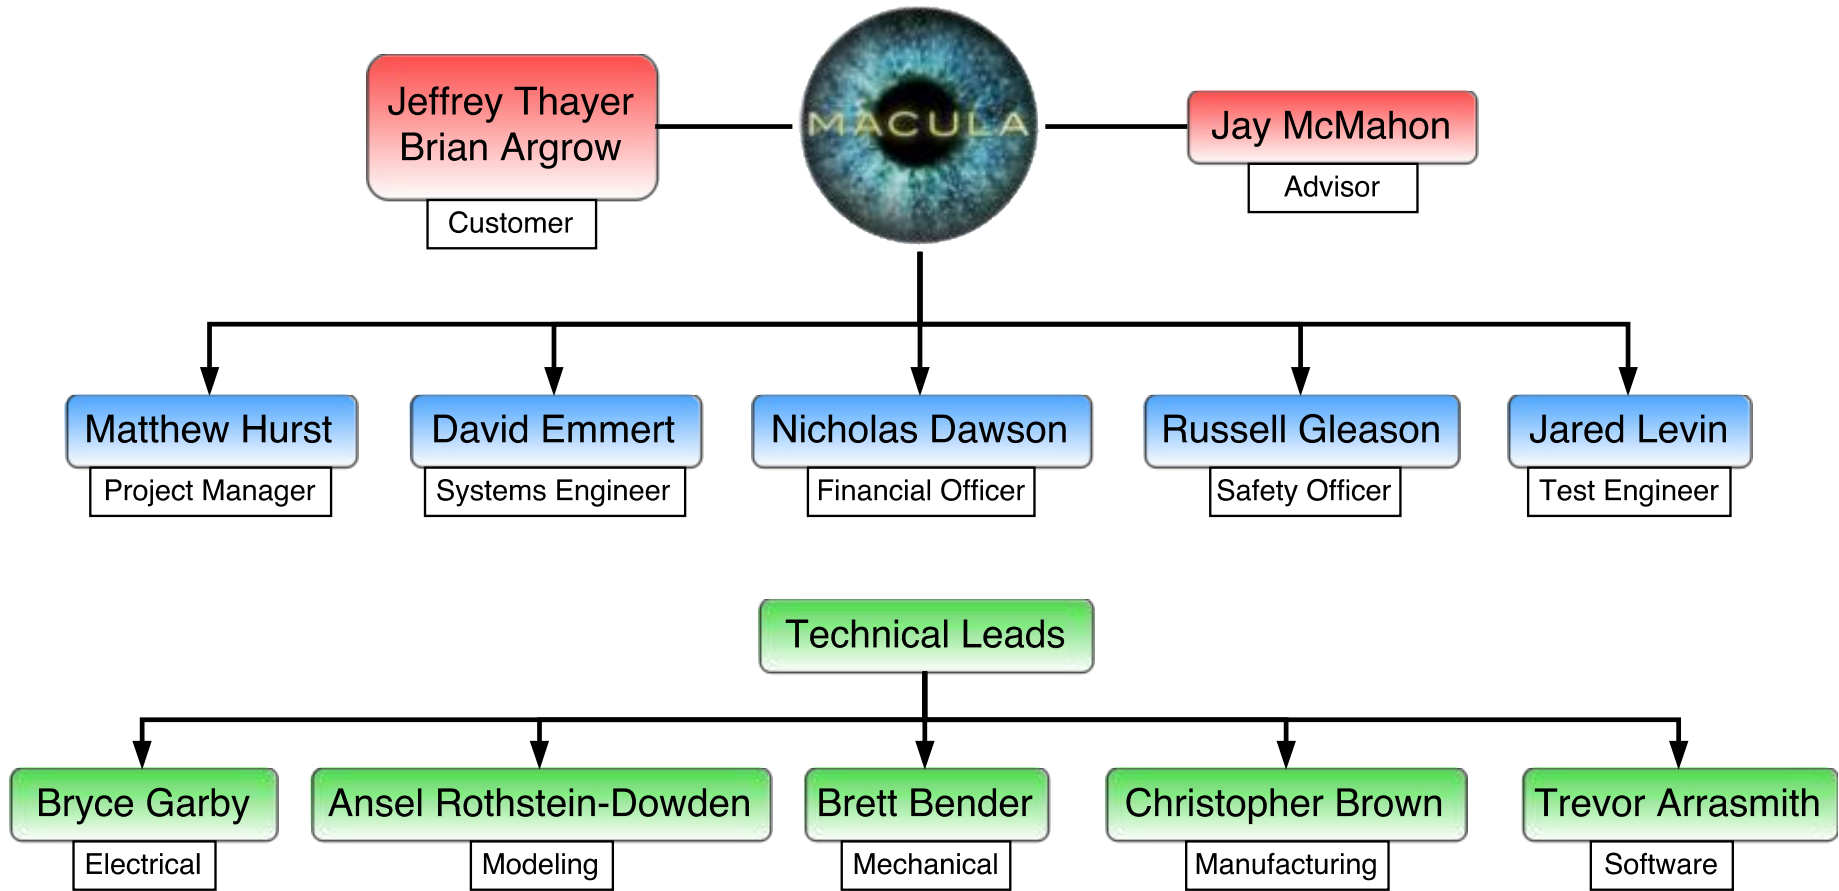 Jeffrey Thayer
Brian Argrow
Customer
MACULA
Jay McMahon
Advisor
Matthew Hurst
Project Manager
David Emmert
Systems Engineer
Nicholas Dawson
Financial Officer
Russell Gleason
Safety Officer
Jared Levin
Test Engineer
Technical Leads
Bryce Garby
Electrical
Ansel Rothstein-Dowden
Modeling
Brett Bender
Mechanical
Christopher Brown
Manufacturing
Trevor Arrasmith
Software